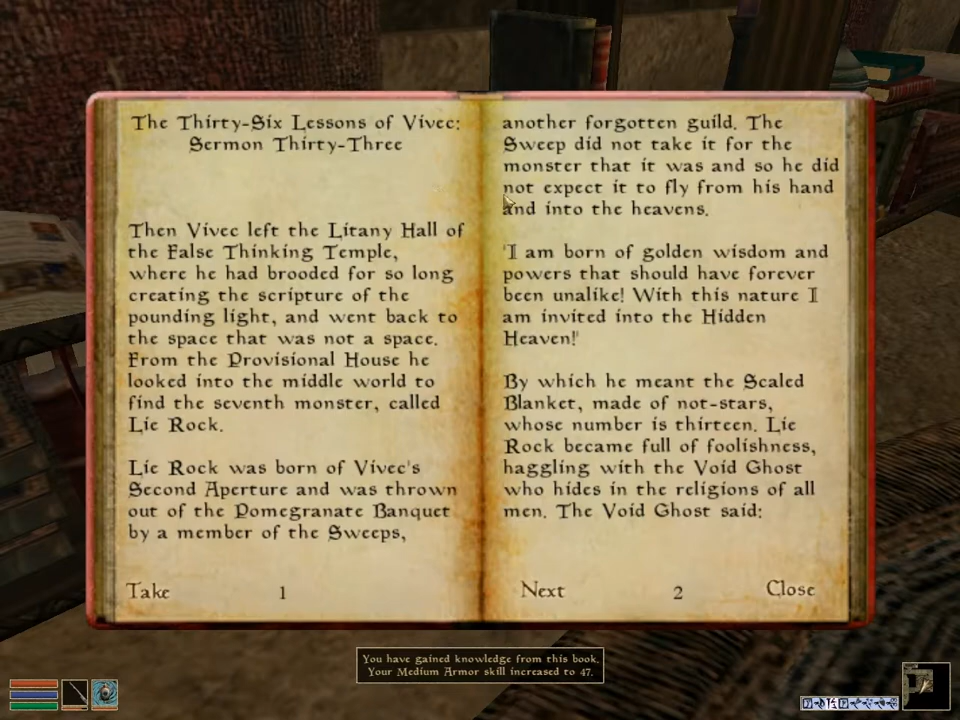 The Thirty-Six Lessons of Vivec:
Sermon Thirty-Three
Then Vivec left the Litany Hall of
the False Thinking Temple,
where he had brooded for so long
creating the scripture of the
pounding light, and went back to
the space that was not a space.
From the Provisional House he
looked into the middle world to
find the seventh monster, called
Lie Rock.
Lie Rock was born of Vivec's
Second Aperture and was thrown
out of the Pomegranate Banquet
by a member of the Sweeps,
Take
1
another forgotten guild. The
Sweep did not take it for the
monster that it was and so he did
not expect it to fly from his hand
and into the heavens.
'I am born of golden wisdom and
powers that should have forever
been unalike! With this nature I
am invited into the Hidden
Heaven!'
By which he meant the Scaled
Blanket, made of not-stars,
whose number is thirteen. Lie
Rock became full of foolishness,
haggling with the Void Ghost
who hides in the religions of all
men. The Void Ghost said:
Next
2
Close
You have gained knowledge from this book.
Your Medium Armor skill increased to 47.